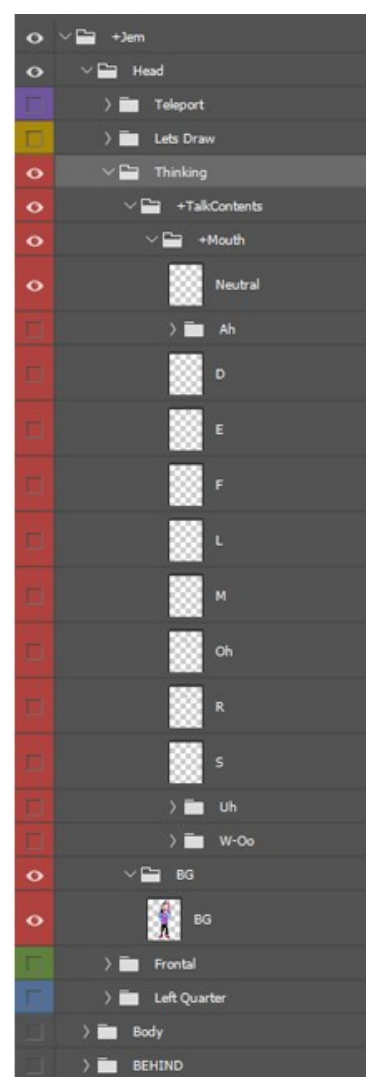 +Jem
Head
Teleport
Lets Draw
Thinking
+TalkContents
+Mouth
Neutral
Ah
D
E
F
L
M
Oh
R
S
Uh
W-Oo
BG
BG
Frontal
Left Quarter
Body
BEHIND